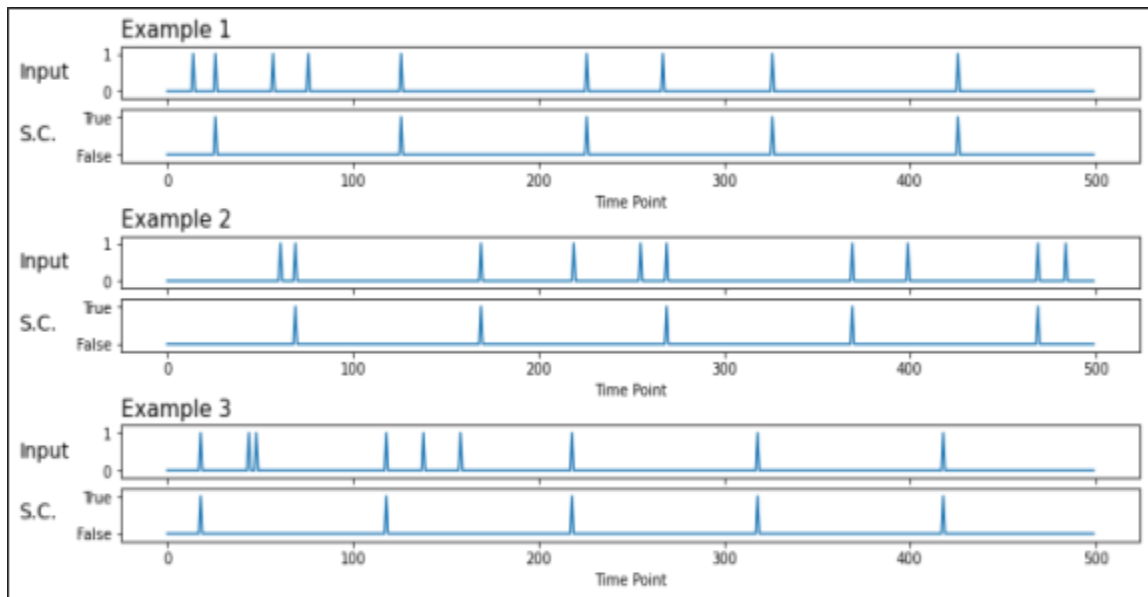 Example 1
Input
1
0
S.C.
True
False
0 100 200 300 400 500
Time Point
Example 2
Input
1
0
S.C.
True
False
0 100 200 300 400 500
Time Point
Example 3
Input
1
0
S.C.
True
False
0 100 200 300 400 500
Time Point